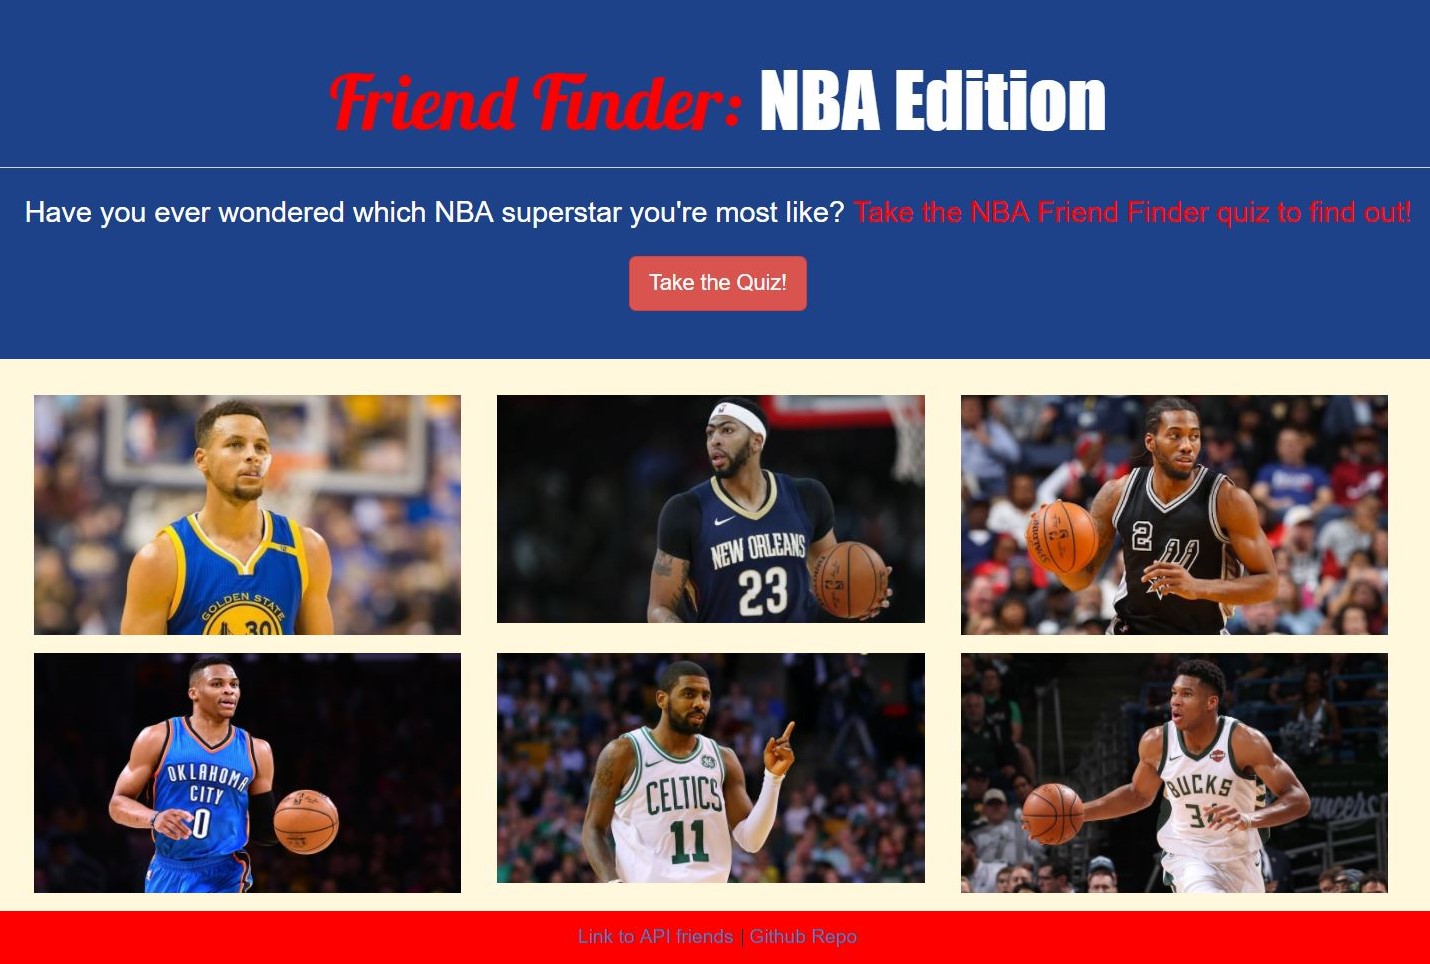 Friend Finder: NBA Edition
Have you ever wondered which NBA superstar you're most like? Take the NBA Friend Finder quiz to find out!
Take the Quiz!
GOLDEN STATE
30
NEW ORLEANS
23
2
OKLAHOMA
CITY
0
CELTICS
11
BUCKS
Link to API friends | Github Repo